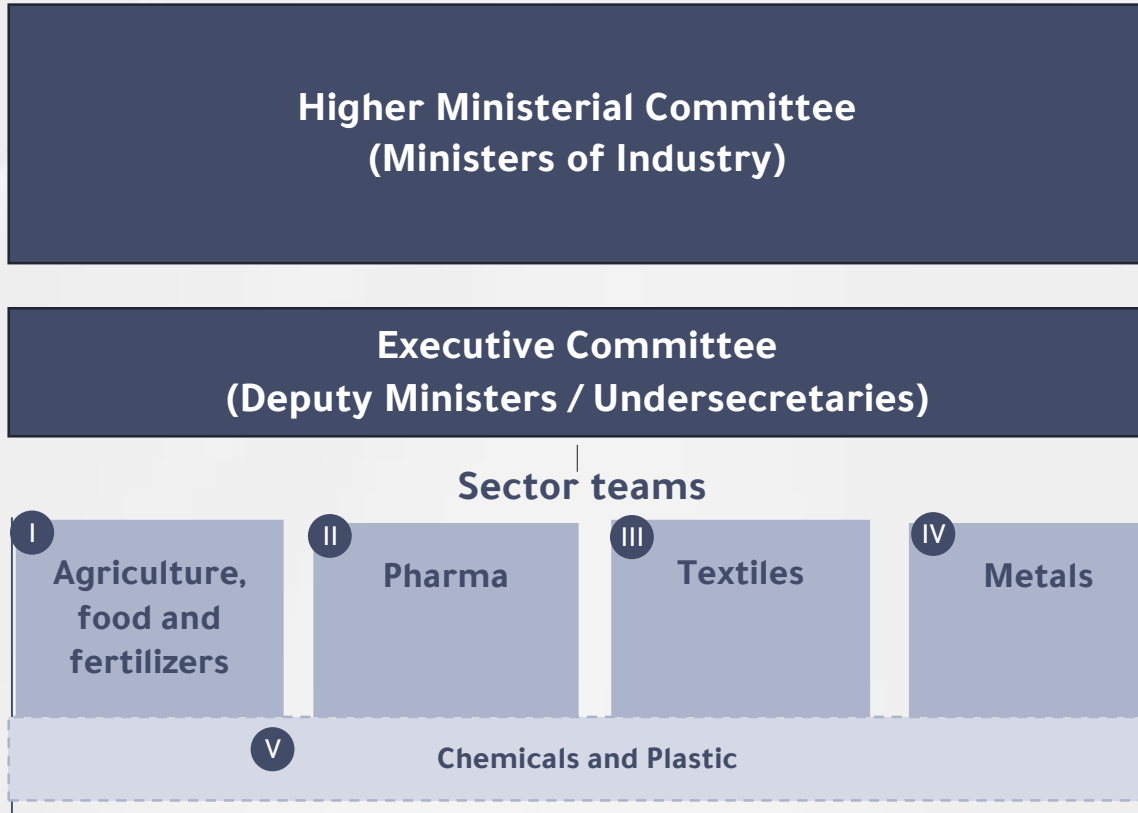 Higher Ministerial Committee
(Ministers of Industry)
Executive Committee
(Deputy Ministers / Undersecretaries)
Sector teams
I
Agriculture,
food and
fertilizers
II
Pharma
III
Textiles
IV
Metals
V
Chemicals and Plastic